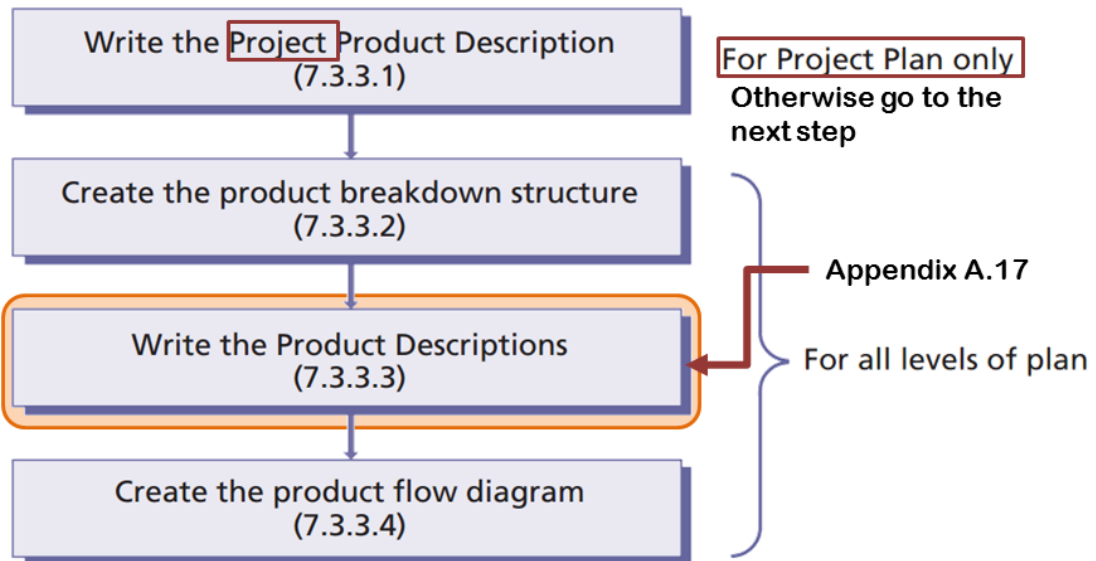 Write the Project Product Description
(7.3.3.1)
For Project Plan only
Otherwise go to the
next step
Create the product breakdown structure
(7.3.3.2)
Appendix A.17
Write the Product Descriptions
(7.3.3.3)
For all levels of plan
Create the product flow diagram
(7.3.3.4)